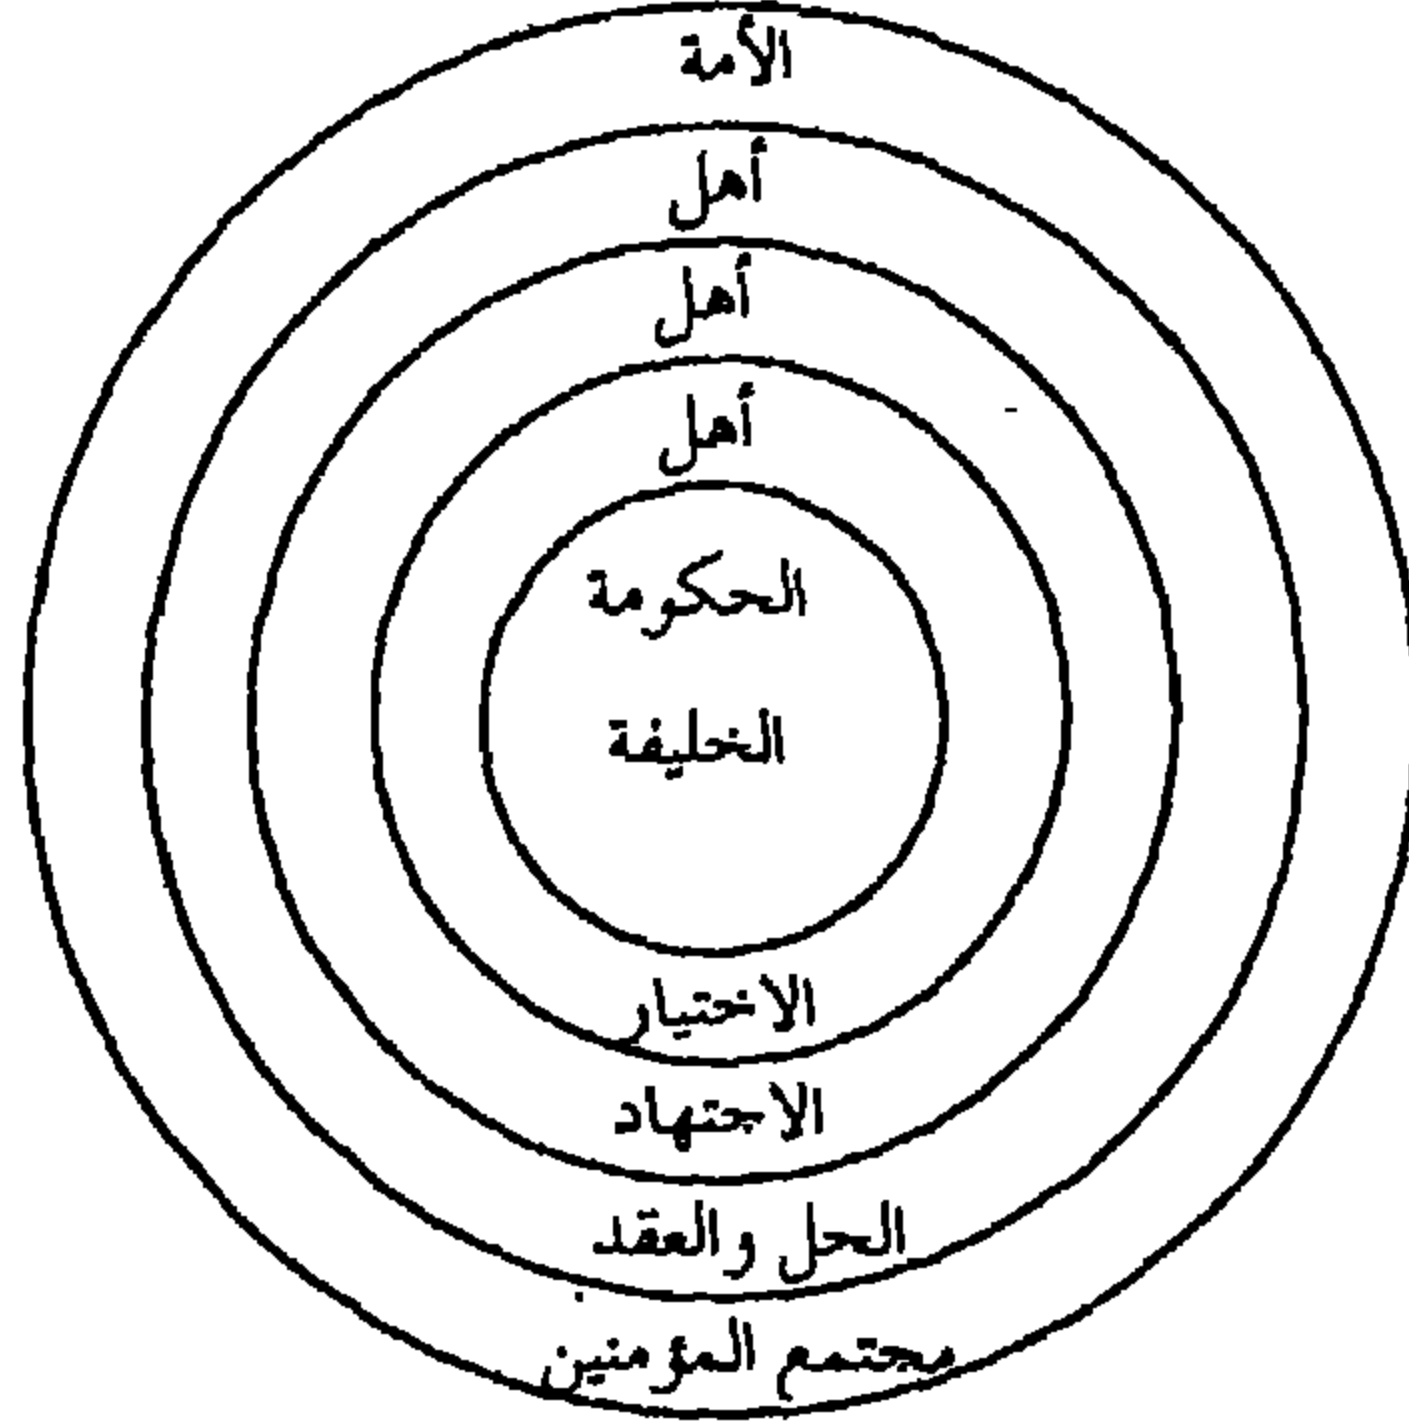 الأمة
أهل
أهل
أهل
الحكومة
الخليفة
الاختيار
الاجتهاد
الحل والعقد
مجتمع المؤمنين